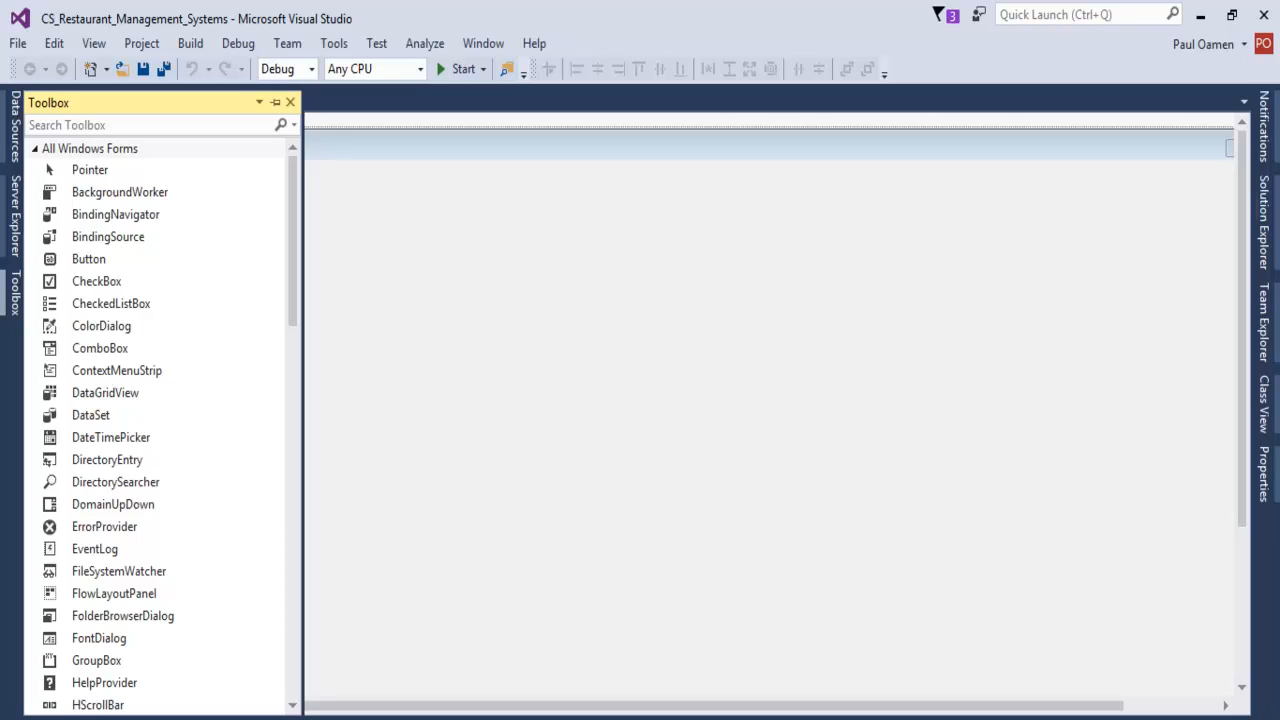 CS_Restaurant_Management_Systems - Microsoft Visual Studio
3
Quick Launch (Ctrl+Q)
File Edit View Project Build Debug Team Tools Test Analyze Window Help
Paul Oamen
PO
Debug Any CPU Start
Data Sources
Server Explorer
Toolbox
Toolbox
Search Toolbox
All Windows Forms
Pointer
BackgroundWorker
BindingNavigator
BindingSource
Button
CheckBox
CheckedListBox
ColorDialog
ComboBox
ContextMenuStrip
DataGridView
DataSet
DateTimePicker
DirectoryEntry
DirectorySearcher
DomainUpDown
ErrorProvider
EventLog
FileSystemWatcher
FlowLayoutPanel
FolderBrowserDialog
FontDialog
GroupBox
HelpProvider
HScrollBar
Notifications
Solution Explorer
Team Explorer
Class View
Properties